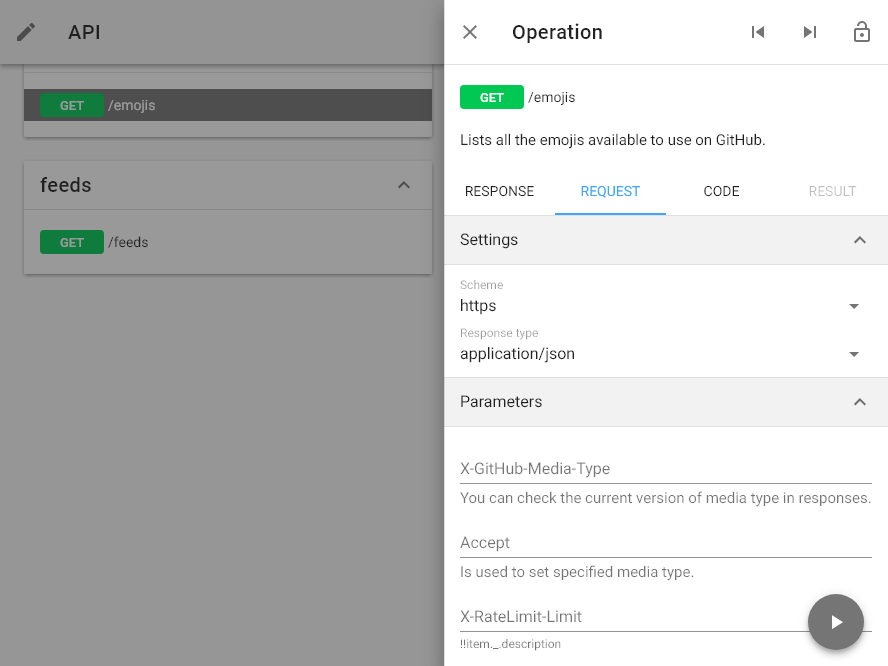 API
GET /emojis
feeds
GET /feeds
Operation
GET /emojis
Lists all the emojis available to use on GitHub.
RESPONSE REQUEST CODE RESULT
Settings
Scheme
https
Response type
application/json
Parameters
X-GitHub-Media-Type
You can check the current version of media type in responses.
Accept
Is used to set specified media type.
X-RateLimit-Limit
!!item._.description